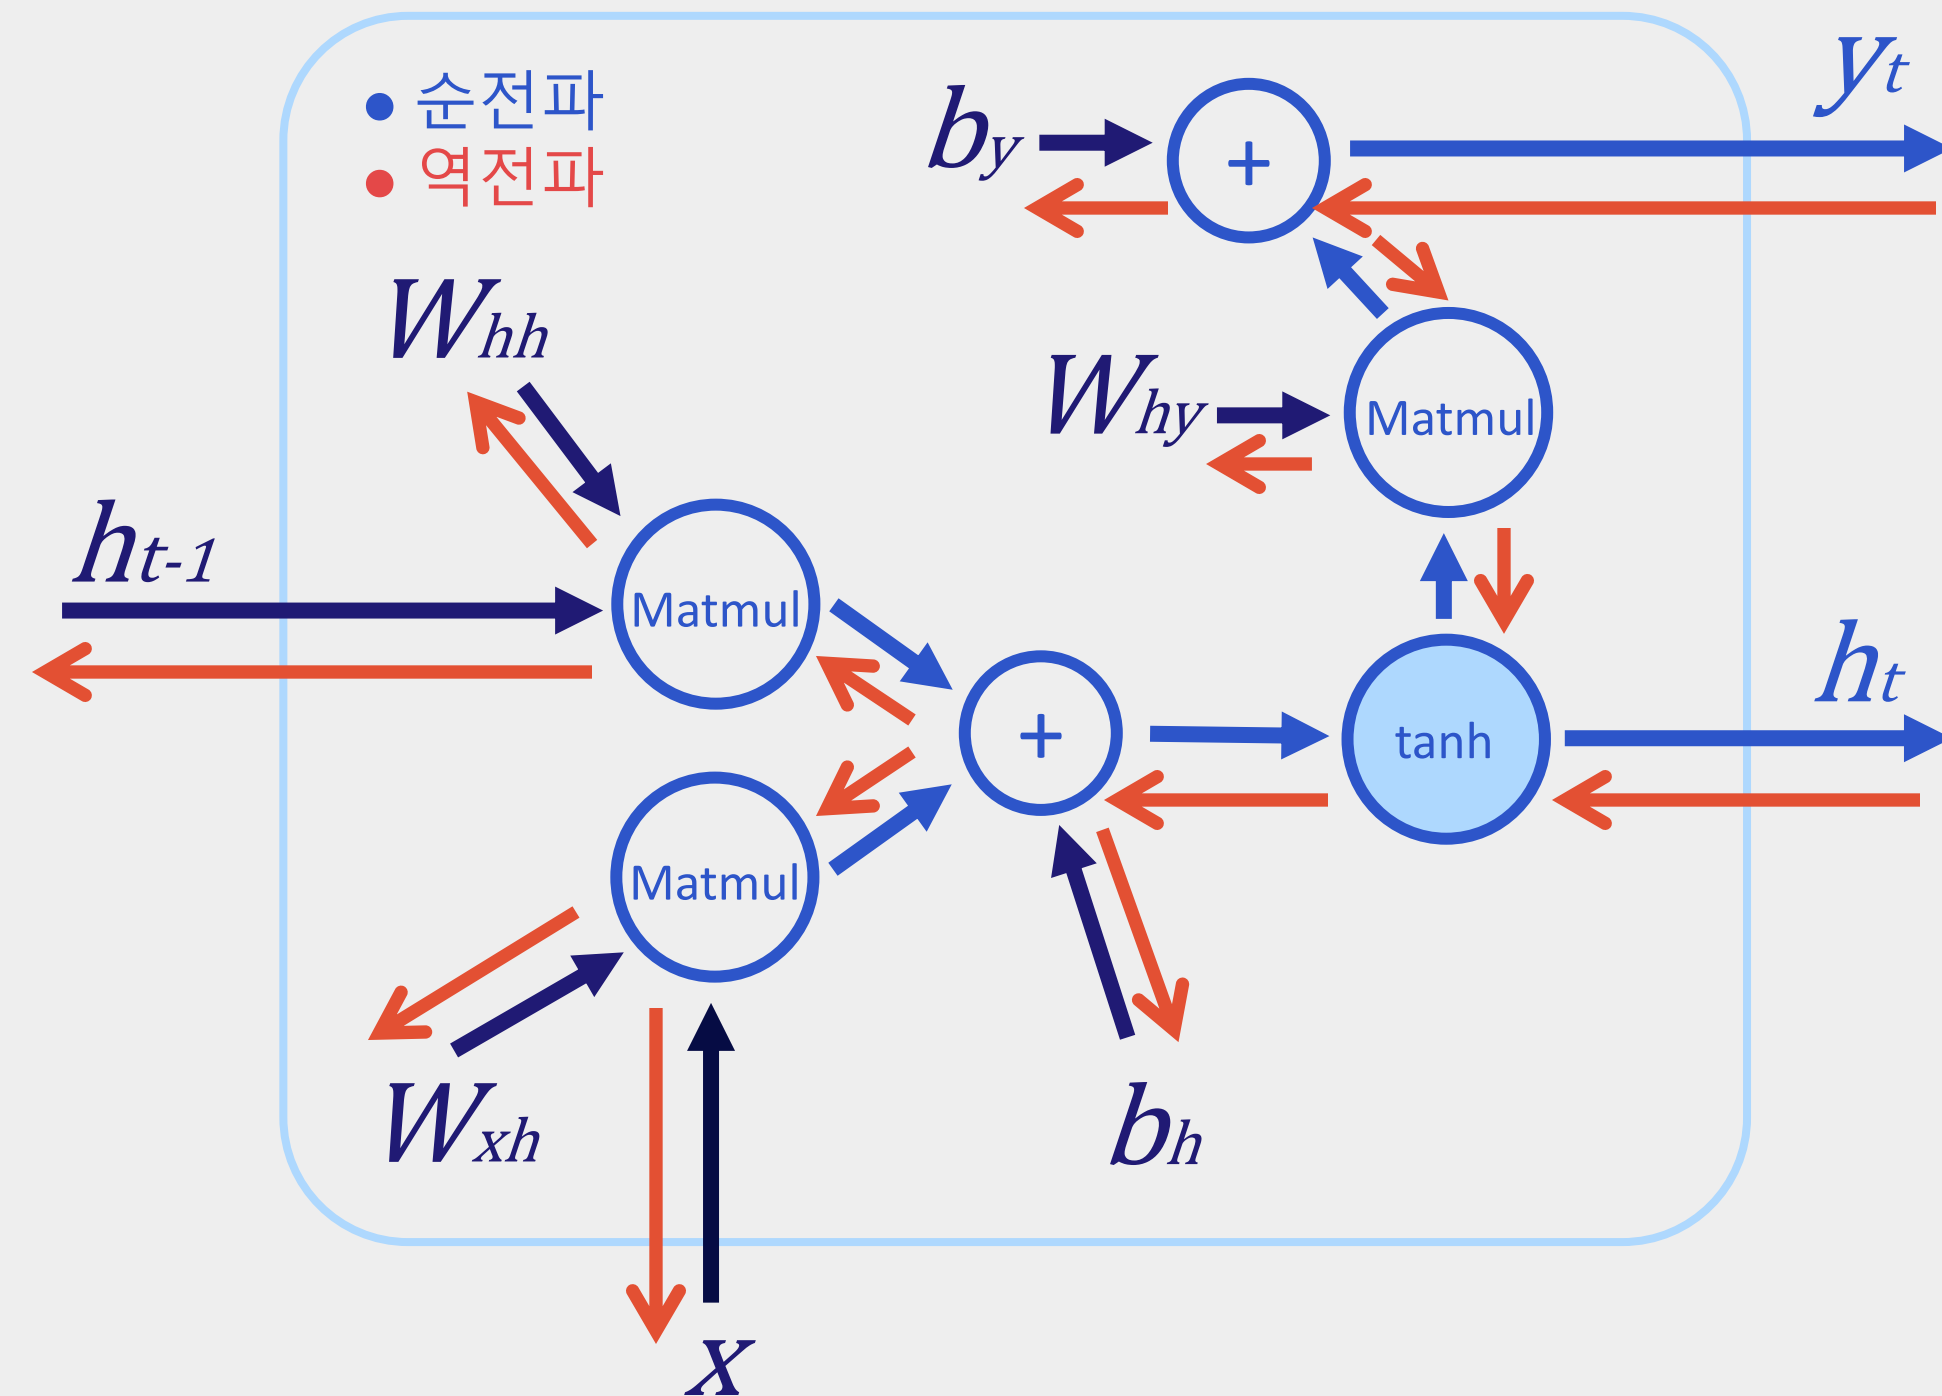 • 순전파
• 역전파
by
+
yt
Whh
Why
Matmul
ht-1
Matmul
+
tanh
ht
Matmul
Wxh
bh
x